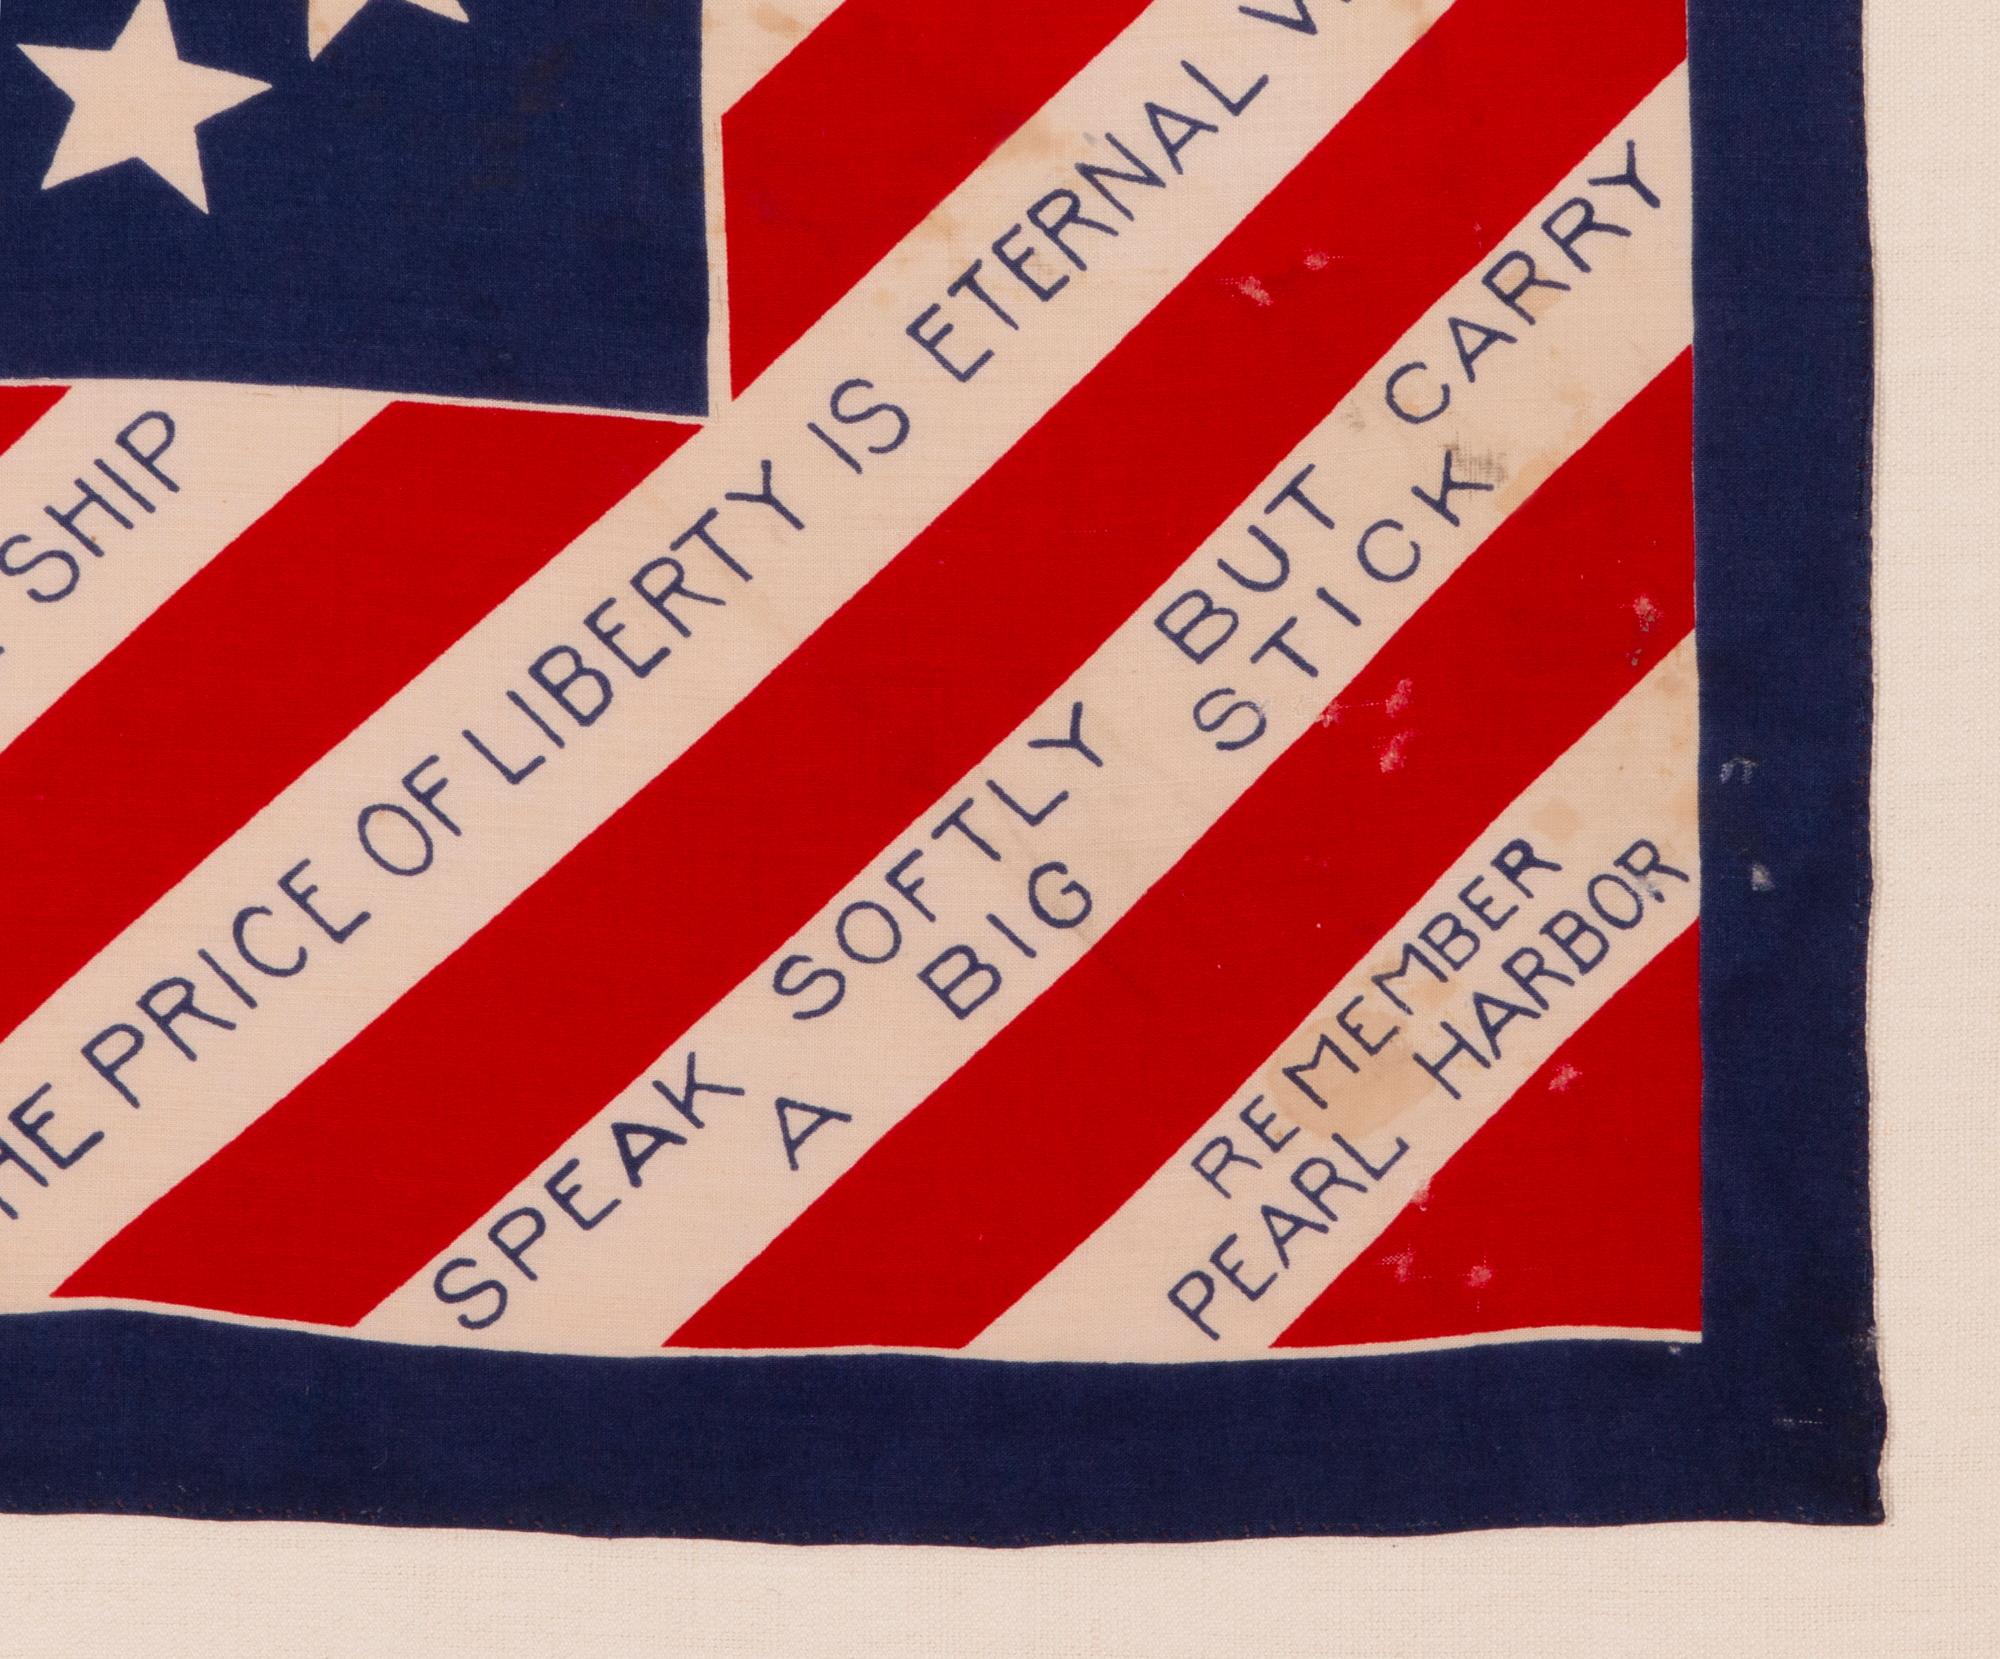 SHIP
THE PRICE OF LIBERTY IS ETERNAL
SPEAK SOFTLY BUT CARRY
A BIG STICK
REMEMBER
PEARL HARBOR